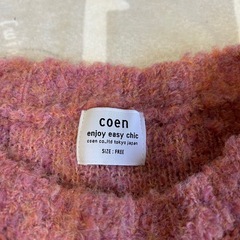 coen
enjoy easy chic
coen co.,ltd tokyo japan
SIZE : FREE